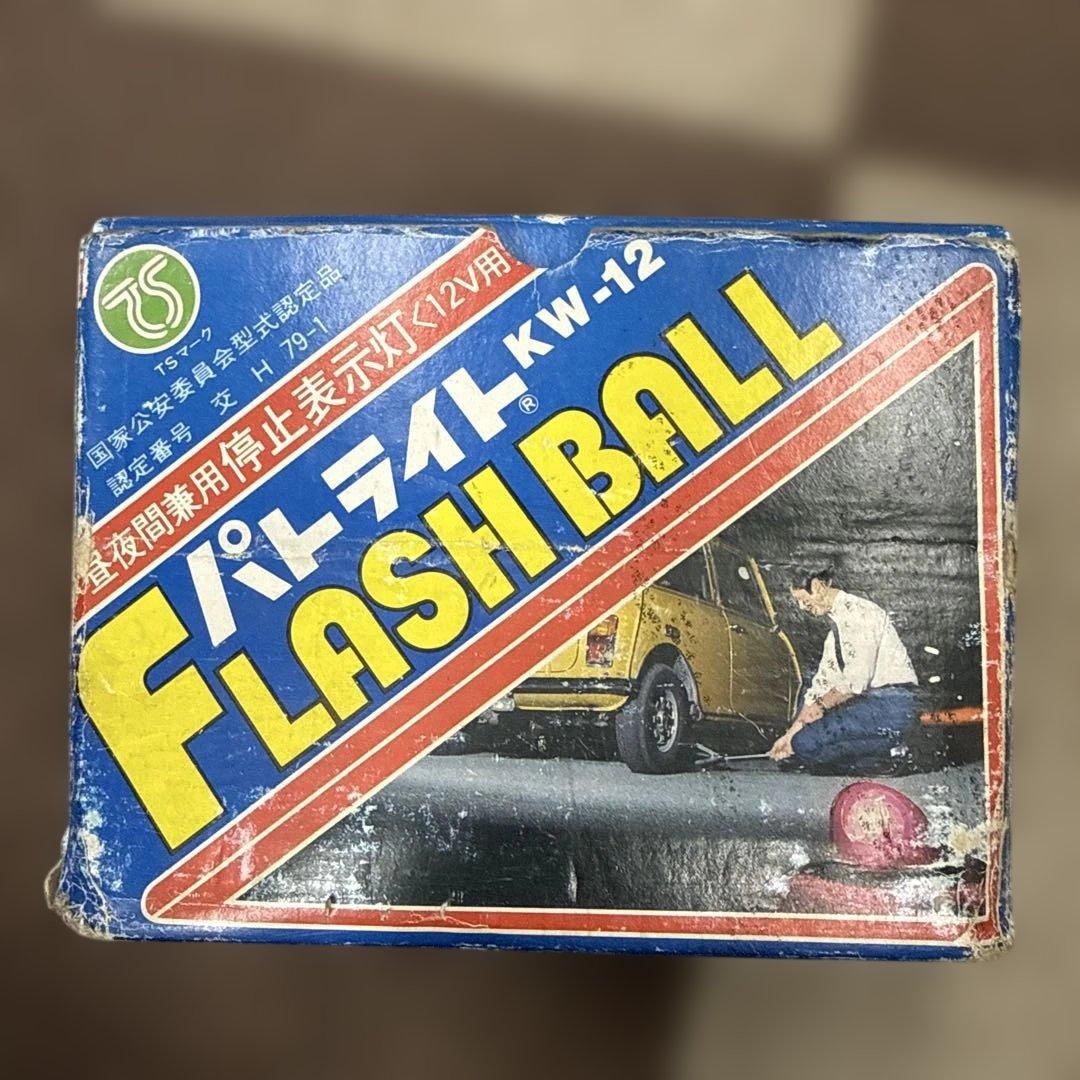 TS
TSマーク
国家公安委員会型式認定品
認定番号 交 H 79-1
昼夜間兼用停止表示灯<12V用
パトライト® KW-12
FLASH BALL